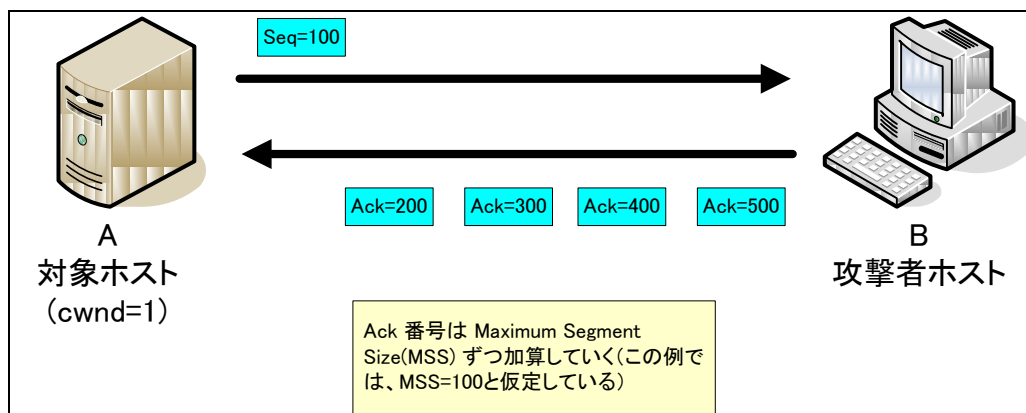 Seq=100
Ack=200
Ack=300
Ack=400
Ack=500
A
対象ホスト
(cwnd=1)
B
攻撃者ホスト
Ack 番号は Maximum Segment
Size(MSS) ずつ加算していく(この例で
は、MSS=100と仮定している)